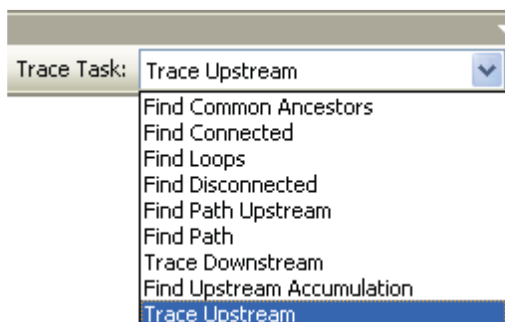 Trace Task: Trace Upstream
Find Common Ancestors
Find Connected
Find Loops
Find Disconnected
Find Path Upstream
Find Path
Trace Downstream
Find Upstream Accumulation
Trace Upstream